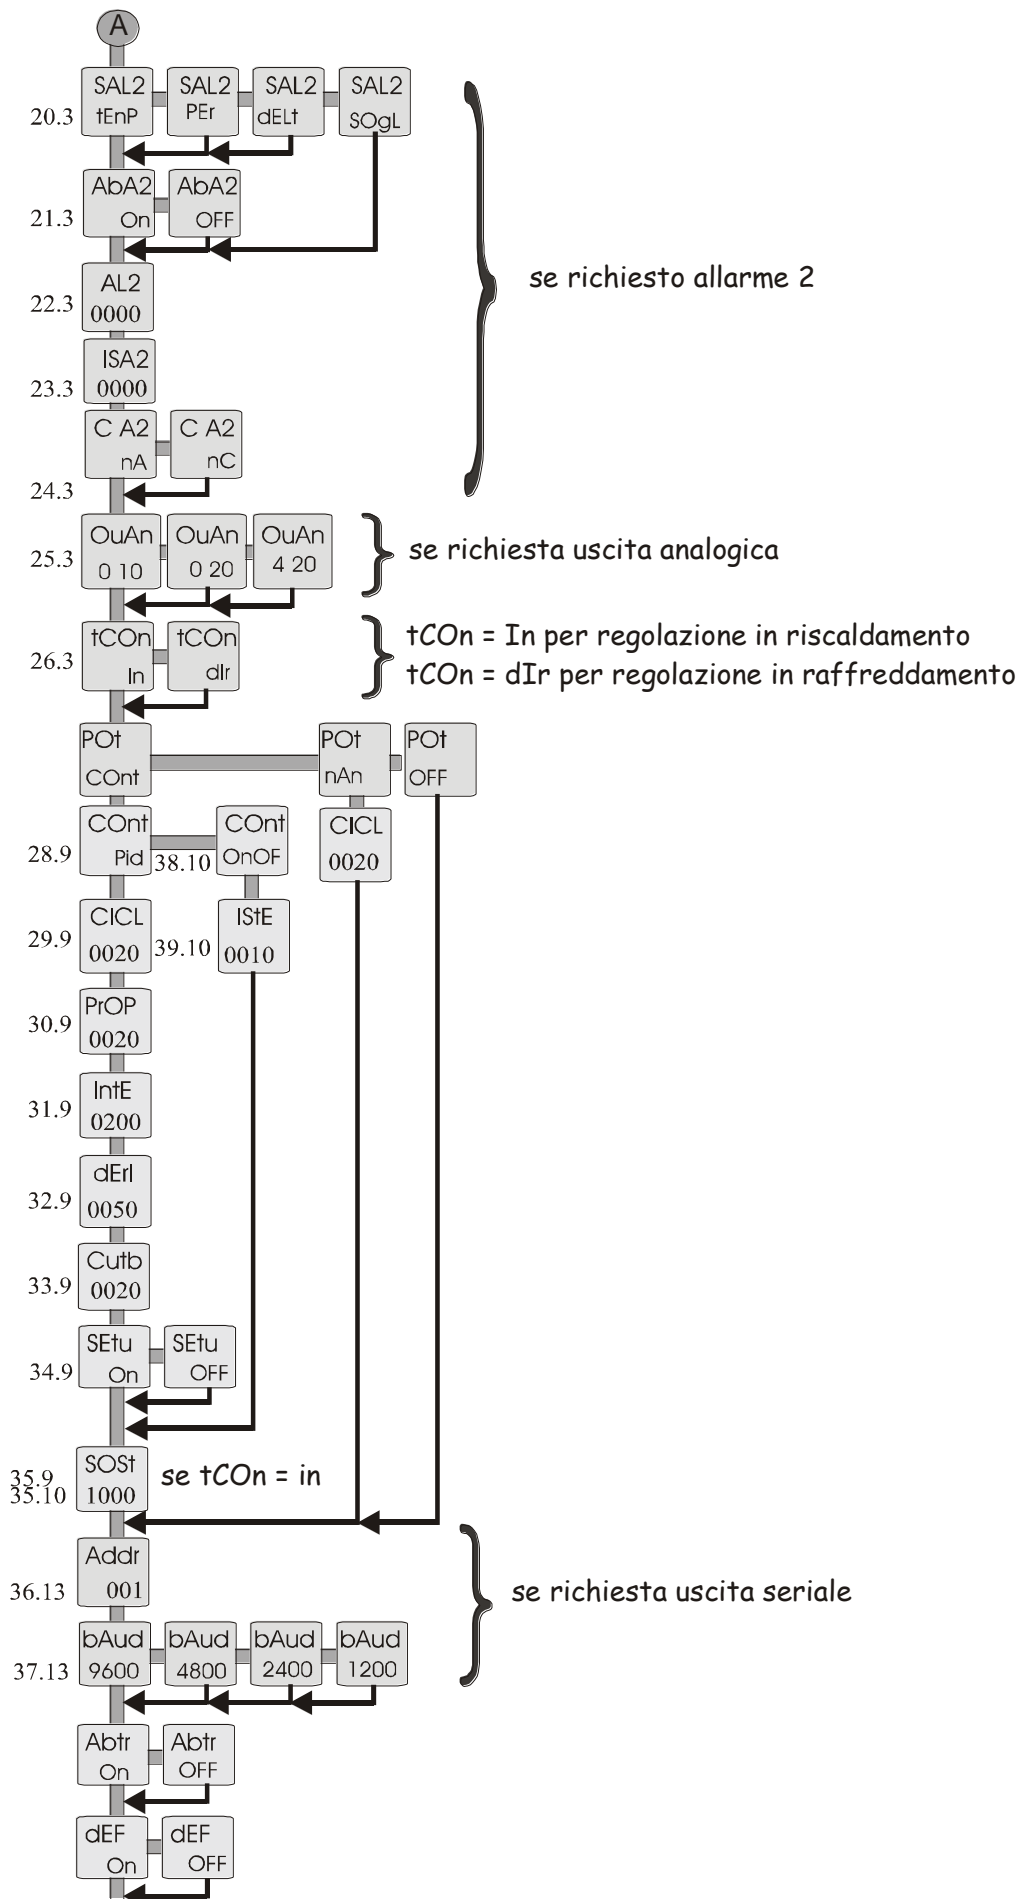 A
SAL2 SAL2 SAL2 SAL2
20.3 tEnP PEr dELt SOgL
AbA2 AbA2
21.3 On OFF
se richiesto allarme 2
AL2
22.3 0000
ISA2
23.3 0000
C A2 C A2
nA nC
24.3
OuAn OuAn OuAn
25.3 0 10 0 20 4 20
se richiesta uscita analogica
tCOn tCOn
26.3 In dIr
tCOn = In per regolazione in riscaldamento
tCOn = dIr per regolazione in raffreddamento
POt POt POt
COnt nAn OFF
COnt COnt CICL
28.9 Pid 38.10 OnOF 0020
CICL IStE
29.9 0020 39.10 0010
PrOP
30.9 0020
IntE
31.9 0200
dErI
32.9 0050
Cutb
33.9 0020
SEtu SEtu
34.9 On OFF
SOSt
35.9
35.10 1000
se tCOn = in
Addr
36.13 001
se richiesta uscita seriale
bAud bAud bAud bAud
37.13 9600 4800 2400 1200
Abtr Abtr
On OFF
dEF dEF
On OFF